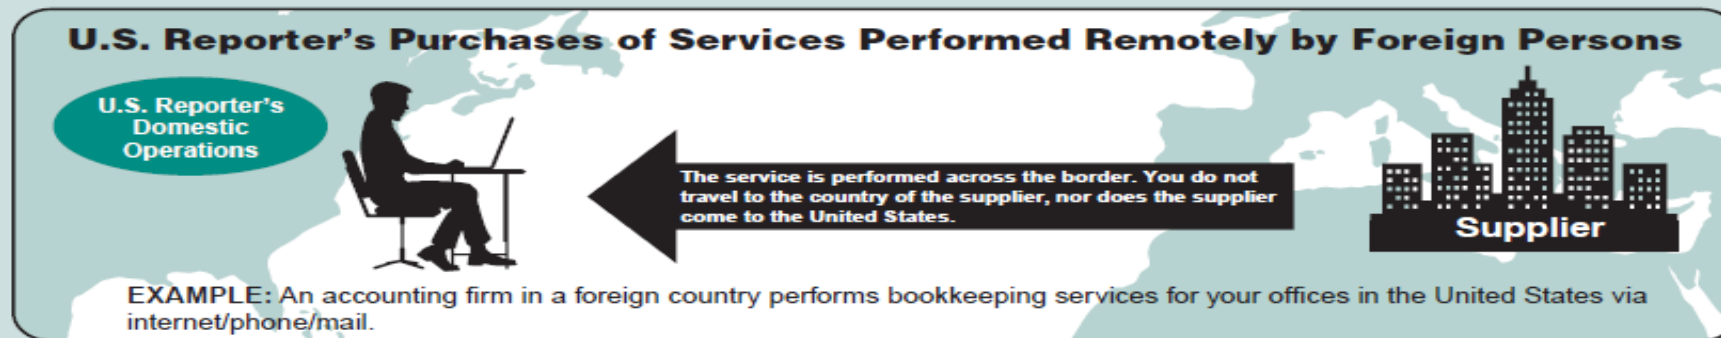 U.S. Reporter's Purchases of Services Performed Remotely by Foreign Persons
U.S. Reporter's
Domestic
Operations
The service is performed across the border. You do not
travel to the country of the supplier, nor does the supplier
come to the United States.
Supplier
EXAMPLE: An accounting firm in a foreign country performs bookkeeping services for your offices in the United States via
internet/phone/mail.